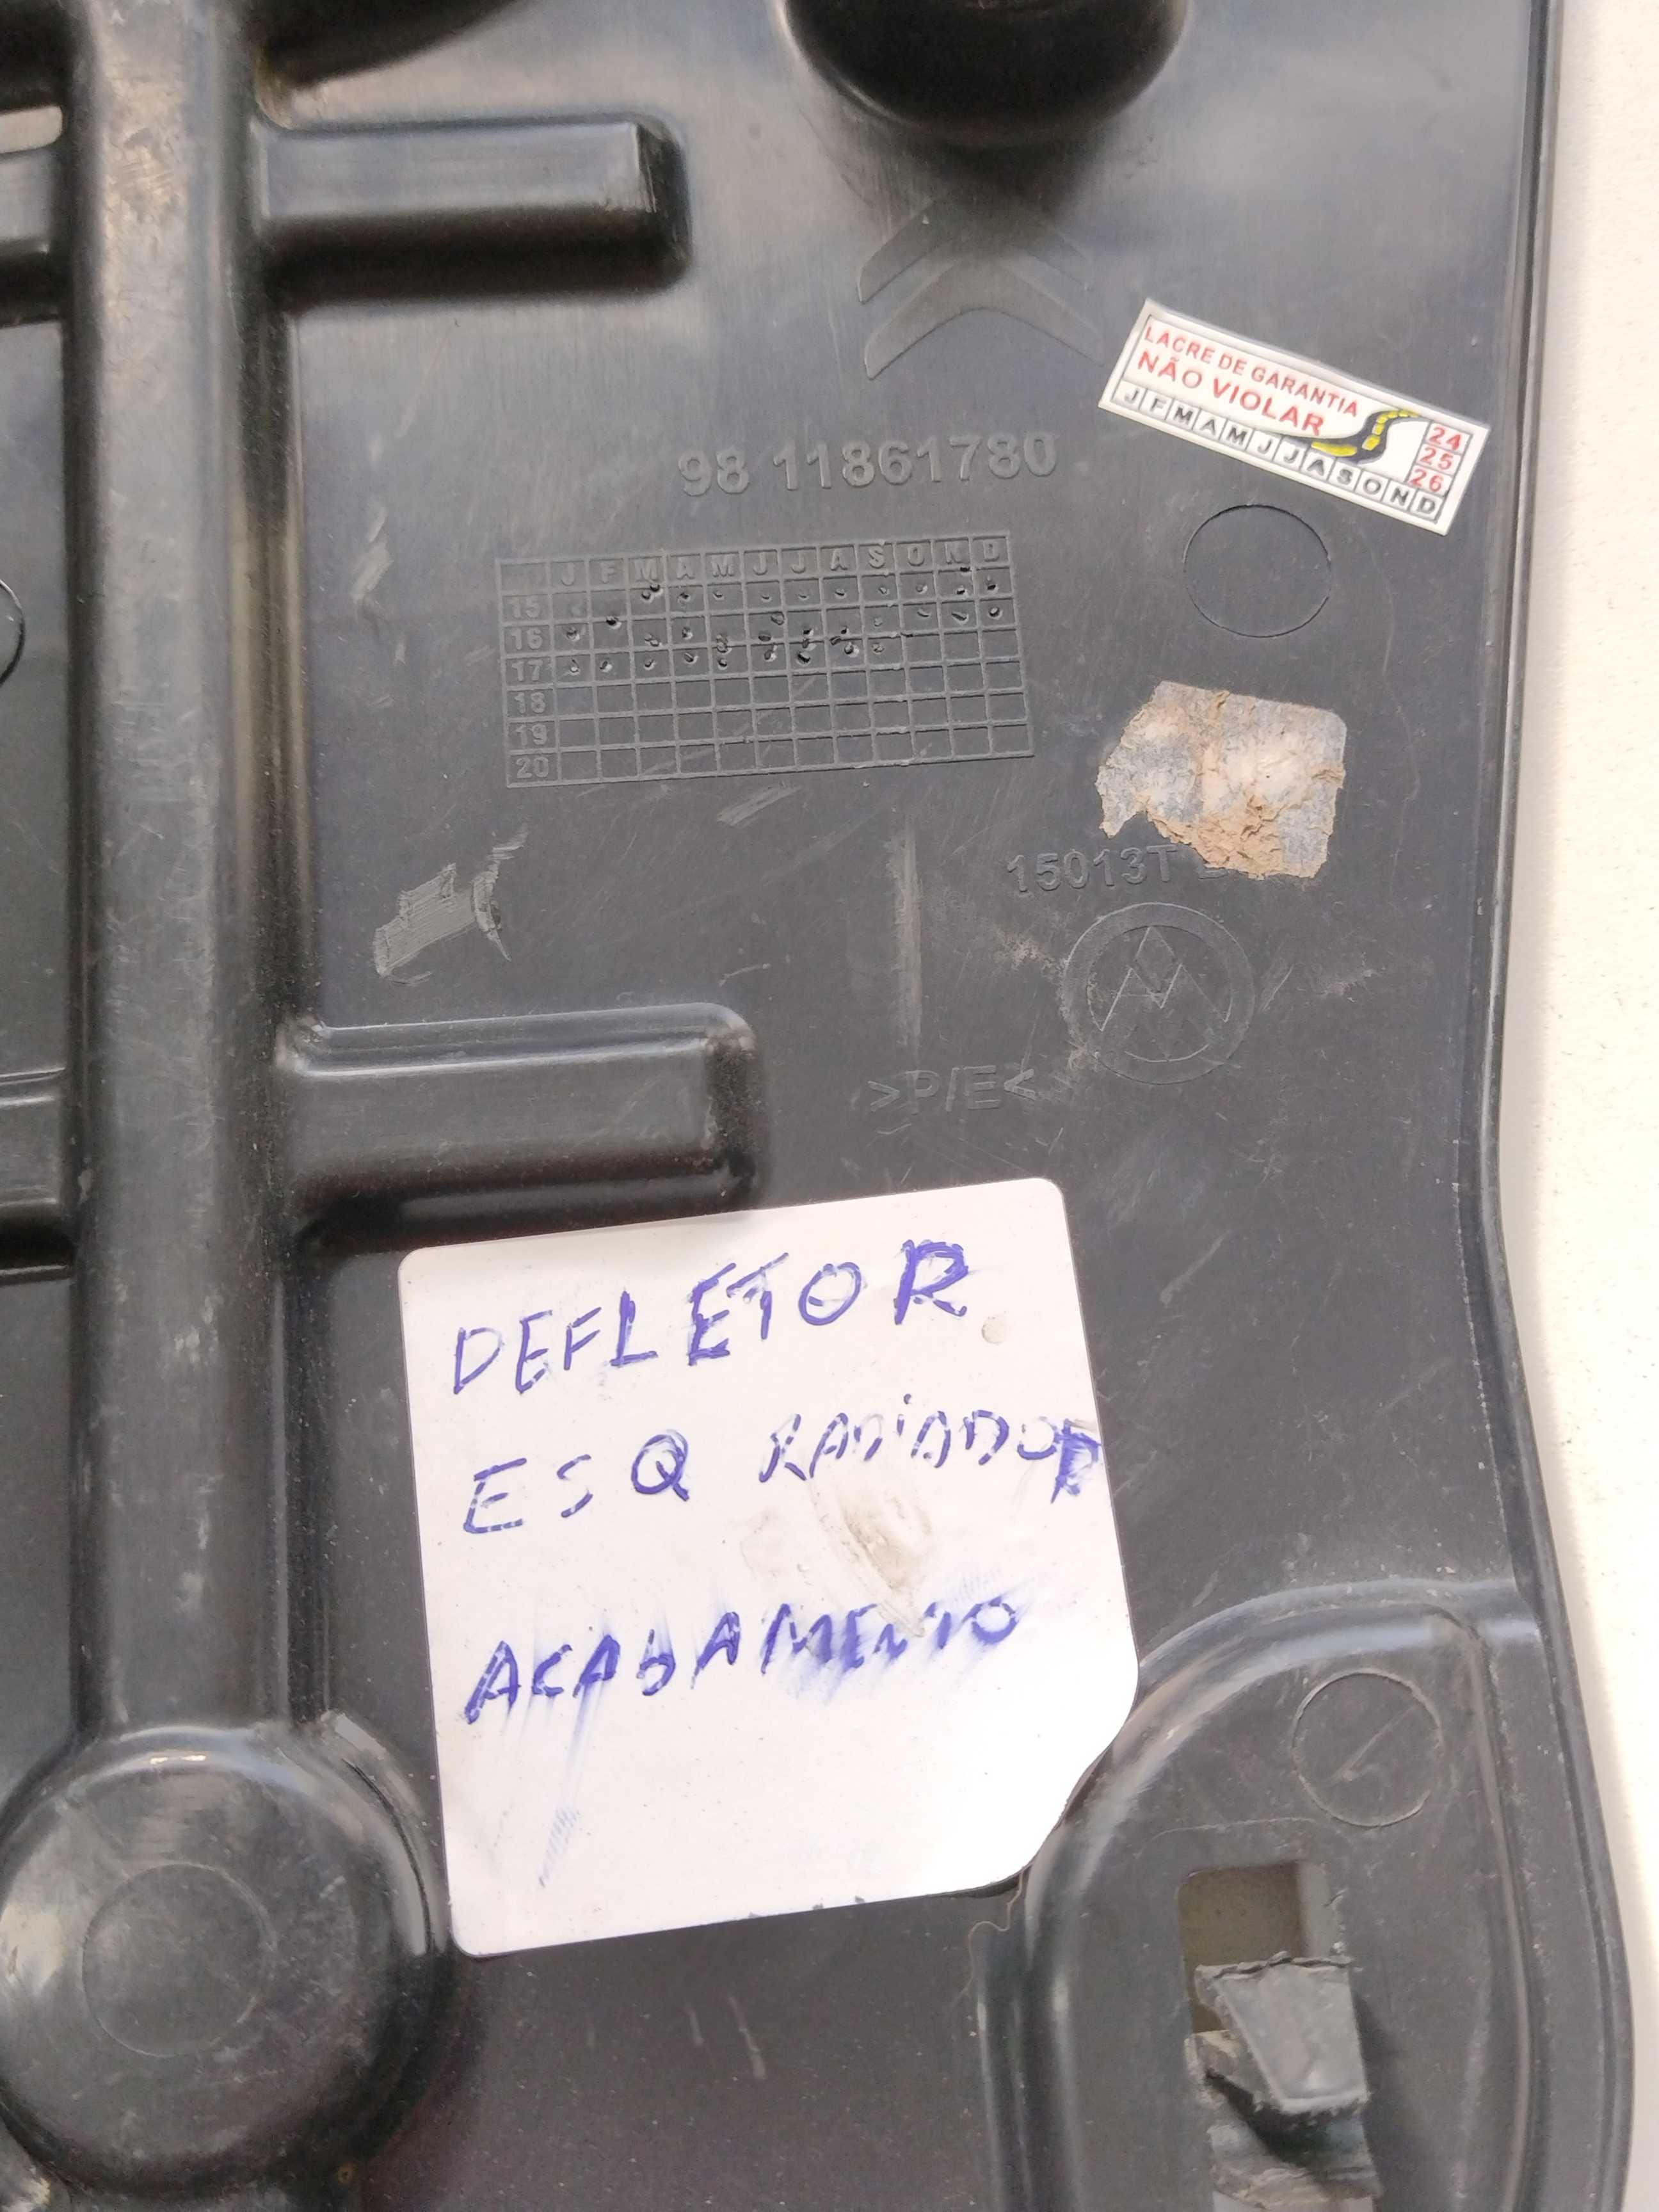 LACRE DE GARANTIA
NÃO VIOLAR
J F M A M J J A S O N D
24
25
26
98 11861780
J F M A M J J A S O N D
15
16
17
18
19
20
15013T
>P/E<
DEFLETOR
ESQ RADIADOR
ACABAMENTO